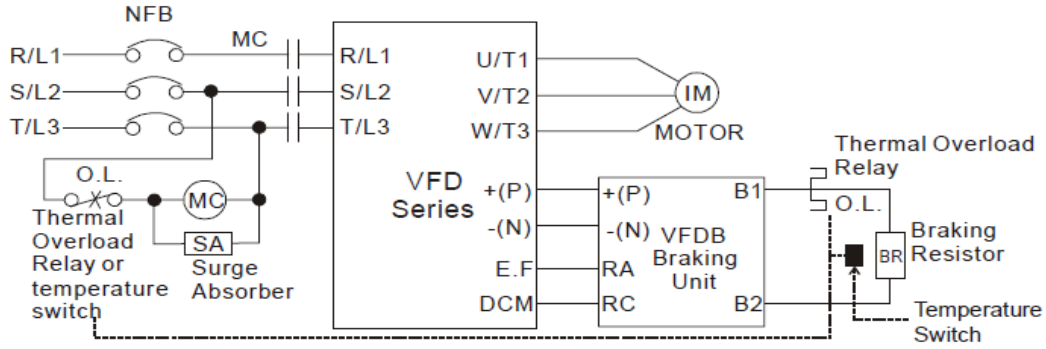 NFB
MC
R/L1
R/L1
U/T1
S/L2
S/L2
V/T2
IM
T/L3
T/L3
W/T3
MOTOR
Thermal Overload
Relay
O.L.
O.L.
MC
VFD
Series
+(P)
+(P)
B1
-(N)
-(N)
VFDB
Braking
Unit
Thermal
Overload
Relay or
temperature
switch
SA
Surge
Absorber
E.F
RA
DCM
RC
B2
BR
Braking
Resistor
Temperature
Switch